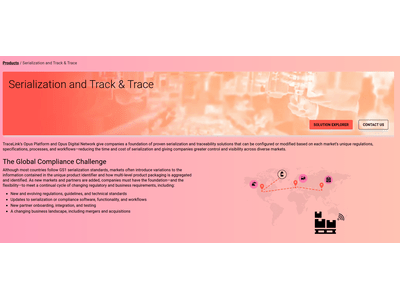 Products / Serialization and Track & Trace
Serialization and Track & Trace
SOLUTION EXPLORER
CONTACT US
TraceLink's Opus Platform and Opus Digital Network give companies a foundation of proven serialization and traceability solutions that can be configured or modified based on each market's unique regulations,
specifications, processes, and workflows—reducing the time and cost of serialization and giving companies greater control and visibility across diverse markets.
The Global Compliance Challenge
Although most countries follow GS1 serialization standards, markets often introduce variations to the
information contained in the unique product identifier and how multi-level product packaging is aggregated
and identified. As new markets and partners are added, companies must have the foundation—and the
flexibility—to meet a continual cycle of changing regulatory and business requirements, including:
• New and evolving regulations, guidelines, and technical standards
• Updates to serialization or compliance software, functionality, and workflows
• New partner onboarding, integration, and testing
• A changing business landscape, including mergers and acquisitions